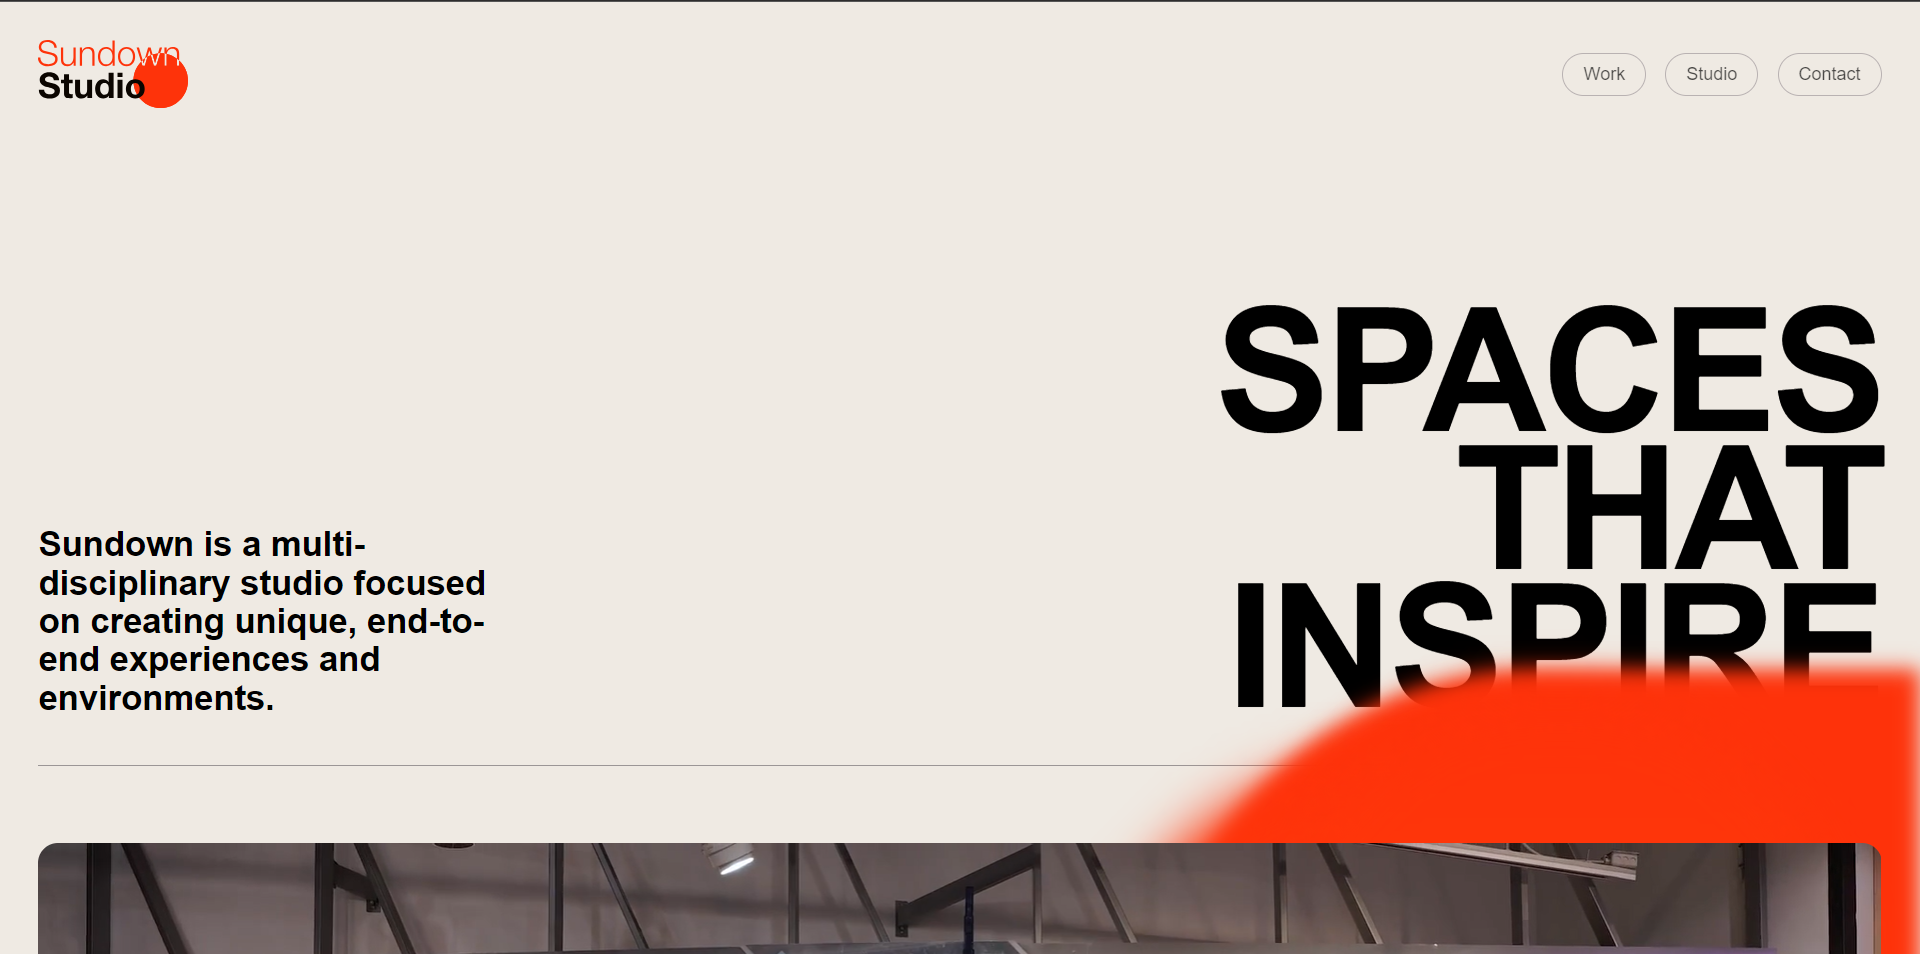 Sundown
Studio
Work
Studio
Contact
SPACES
THAT
INSPIRE
Sundown is a multi-
disciplinary studio focused
on creating unique, end-to-
end experiences and
environments.